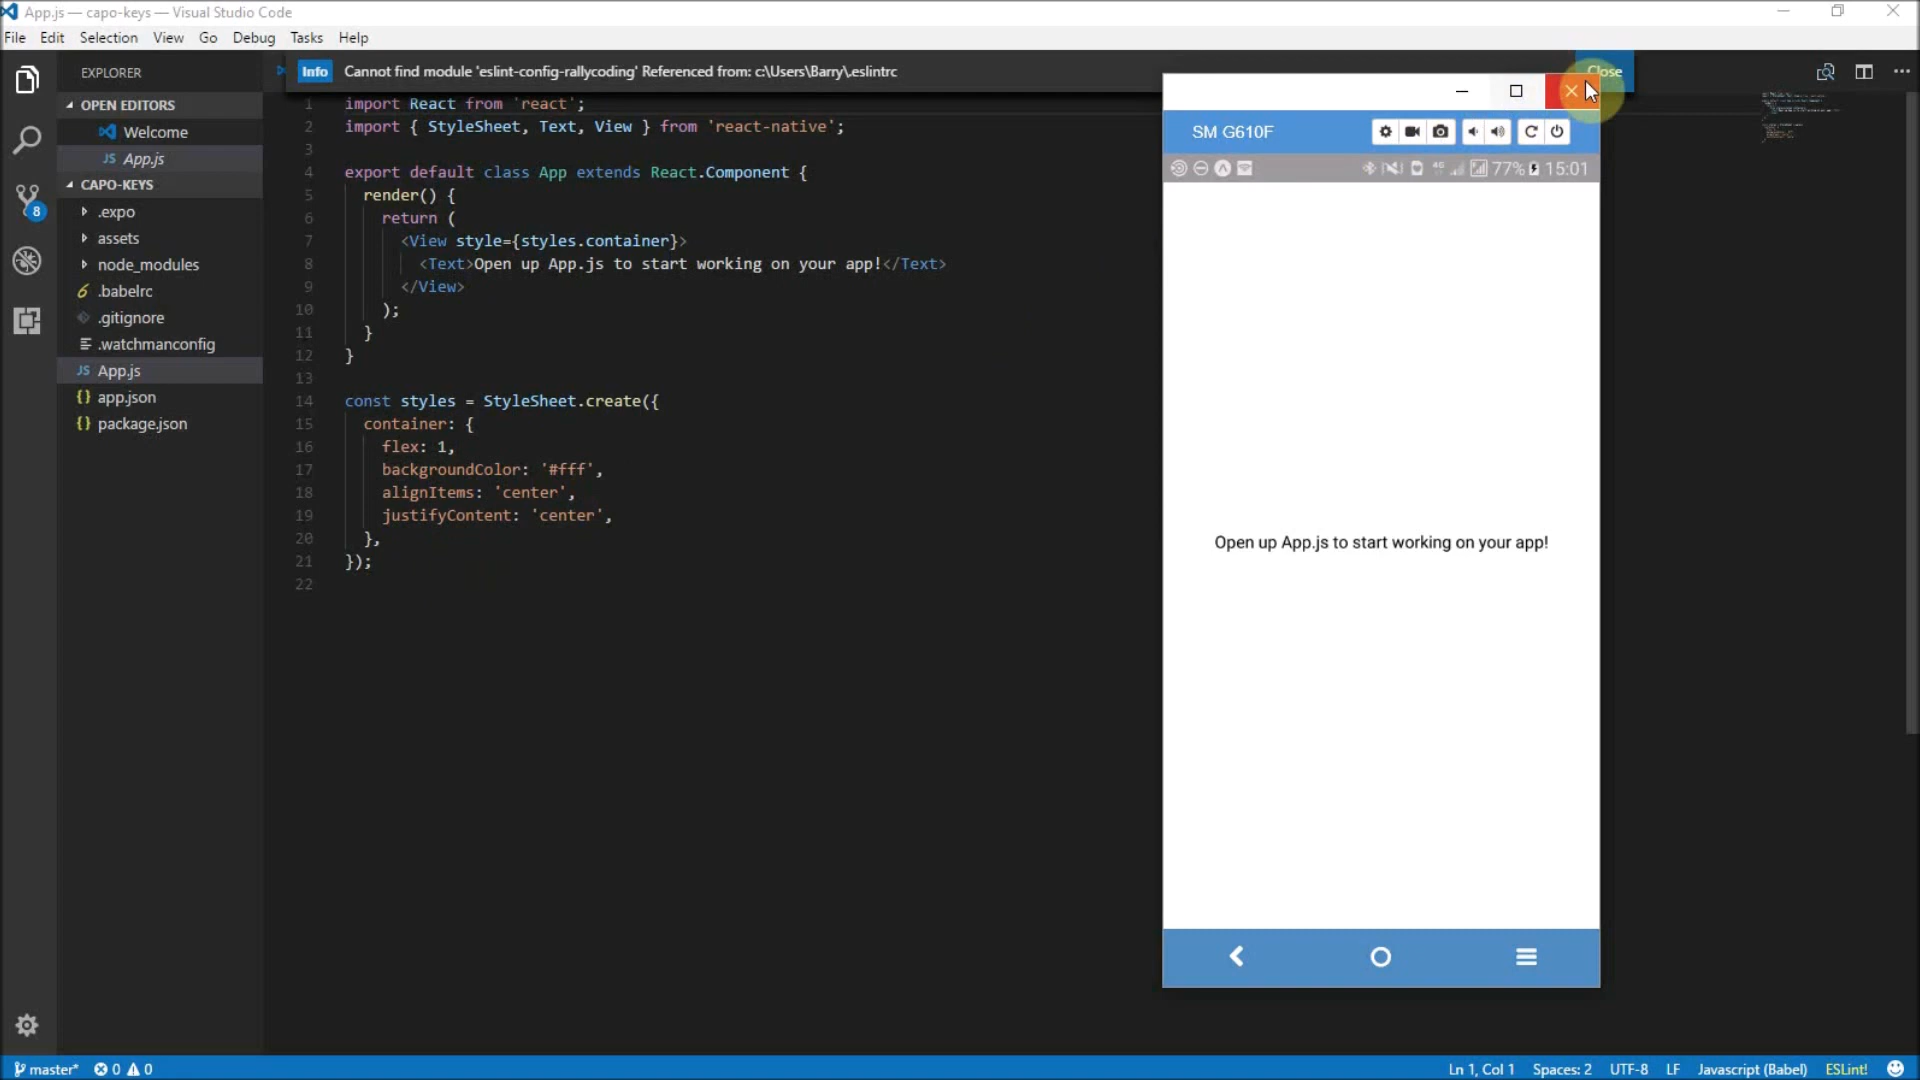 App.js — capo-keys — Visual Studio Code
File Edit Selection View Go Debug Tasks Help
EXPLORER
Info Cannot find module 'eslint-config-rallycoding' Referenced from: c:\Users\Barry\.eslintrc
Close
OPEN EDITORS
Welcome
JS App.js
CAPO-KEYS
8
.expo
assets
node_modules
.babelrc
.gitignore
.watchmanconfig
JS App.js
{} app.json
{} package.json
1 import React from 'react';
2 import { StyleSheet, Text, View } from 'react-native';
3
4 export default class App extends React.Component {
5 render() {
6 return (
7 <View style={styles.container}>
8 <Text>Open up App.js to start working on your app!</Text>
9 </View>
10 );
11 }
12 }
13
14 const styles = StyleSheet.create({
15 container: {
16 flex: 1,
17 backgroundColor: '#fff',
18 alignItems: 'center',
19 justifyContent: 'center',
20 },
21 });
22
SM G610F
4G 77% 15:01
Open up App.js to start working on your app!
master* 0 0
Ln 1, Col 1 Spaces: 2 UTF-8 LF Javascript (Babel) ESLint!